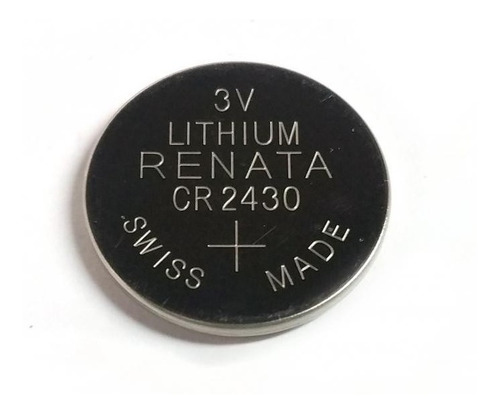 3V
LITHIUM
RENATA
CR 2430
+
SWISS MADE